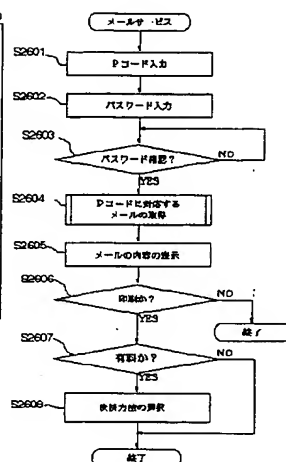 メールサービス
S2601
Pコード入力
S2602
パスワード入力
S2603
パスワード確認?
NO
YES
S2604
Pコードに対応する
メールの取得
S2605
メールの内容の表示
S2606
印刷か?
NO
YES
終了
S2607
有料か?
NO
YES
S2608
決済方法の選択
終了